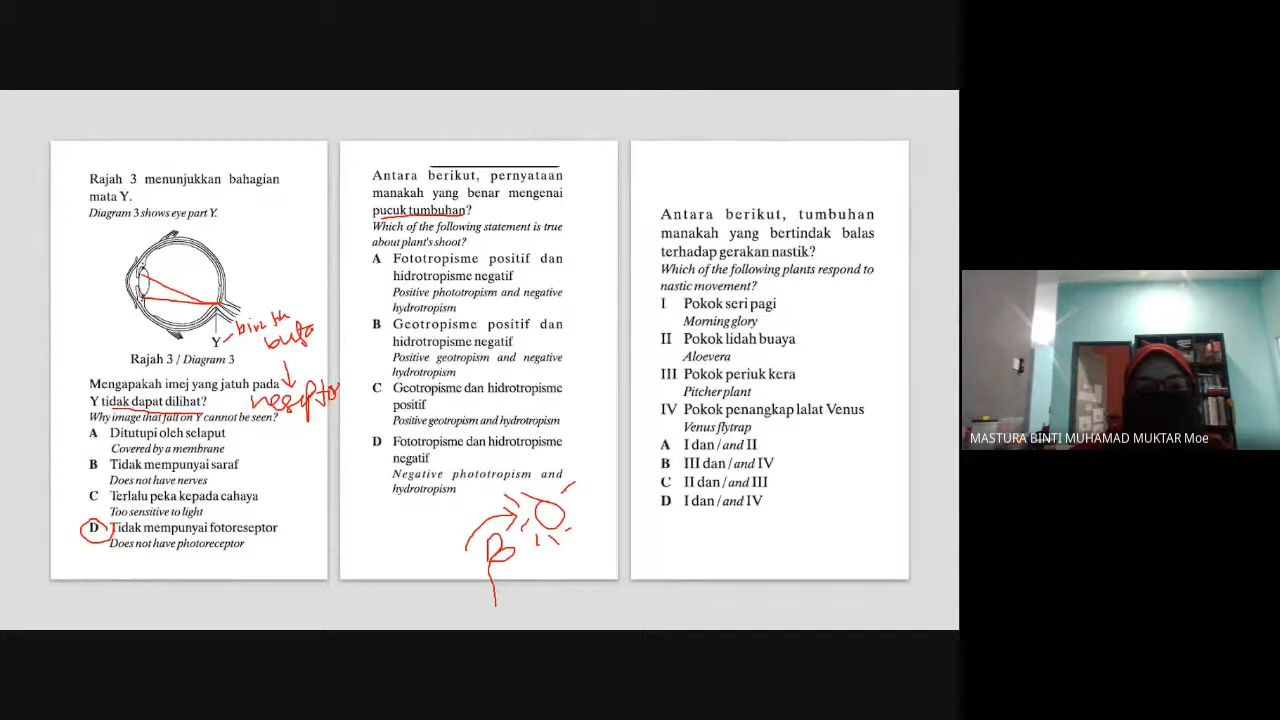 Rajah 3 menunjukkan bahagian
mata Y.
Diagram 3 shows eye part Y.
Y
bintik
buta
Rajah 3 / Diagram 3
Mengapakah imej yang jatuh pada
Y tidak dapat dilihat?
reseptor
Why image that fall on Y cannot be seen?
A Ditutupi oleh selaput
Covered by a membrane
B Tidak mempunyai saraf
Does not have nerves
C Terlalu peka kepada cahaya
Too sensitive to light
D Tidak mempunyai fotoreseptor
Does not have photoreceptor
Antara berikut, pernyataan
manakah yang benar mengenai
pucuk tumbuhan?
Which of the following statement is true
about plant's shoot?
A Fototropisme positif dan
hidrotropisme negatif
Positive phototropism and negative
hydrotropism
B Geotropisme positif dan
hidrotropisme negatif
Positive geotropism and negative
hydrotropism
C Geotropisme dan hidrotropisme
positif
Positive geotropism and hydrotropism
D Fototropisme dan hidrotropisme
negatif
Negative phototropism and
hydrotropism
Antara berikut, tumbuhan
manakah yang bertindak balas
terhadap gerakan nastik?
Which of the following plants respond to
nastic movement?
I Pokok seri pagi
Morning glory
II Pokok lidah buaya
Aloevera
III Pokok periuk kera
Pitcher plant
IV Pokok penangkap lalat Venus
Venus flytrap
A I dan / and II
B III dan / and IV
C II dan / and III
D I dan / and IV
MASTURA BINTI MUHAMAD MUKTAR Moe